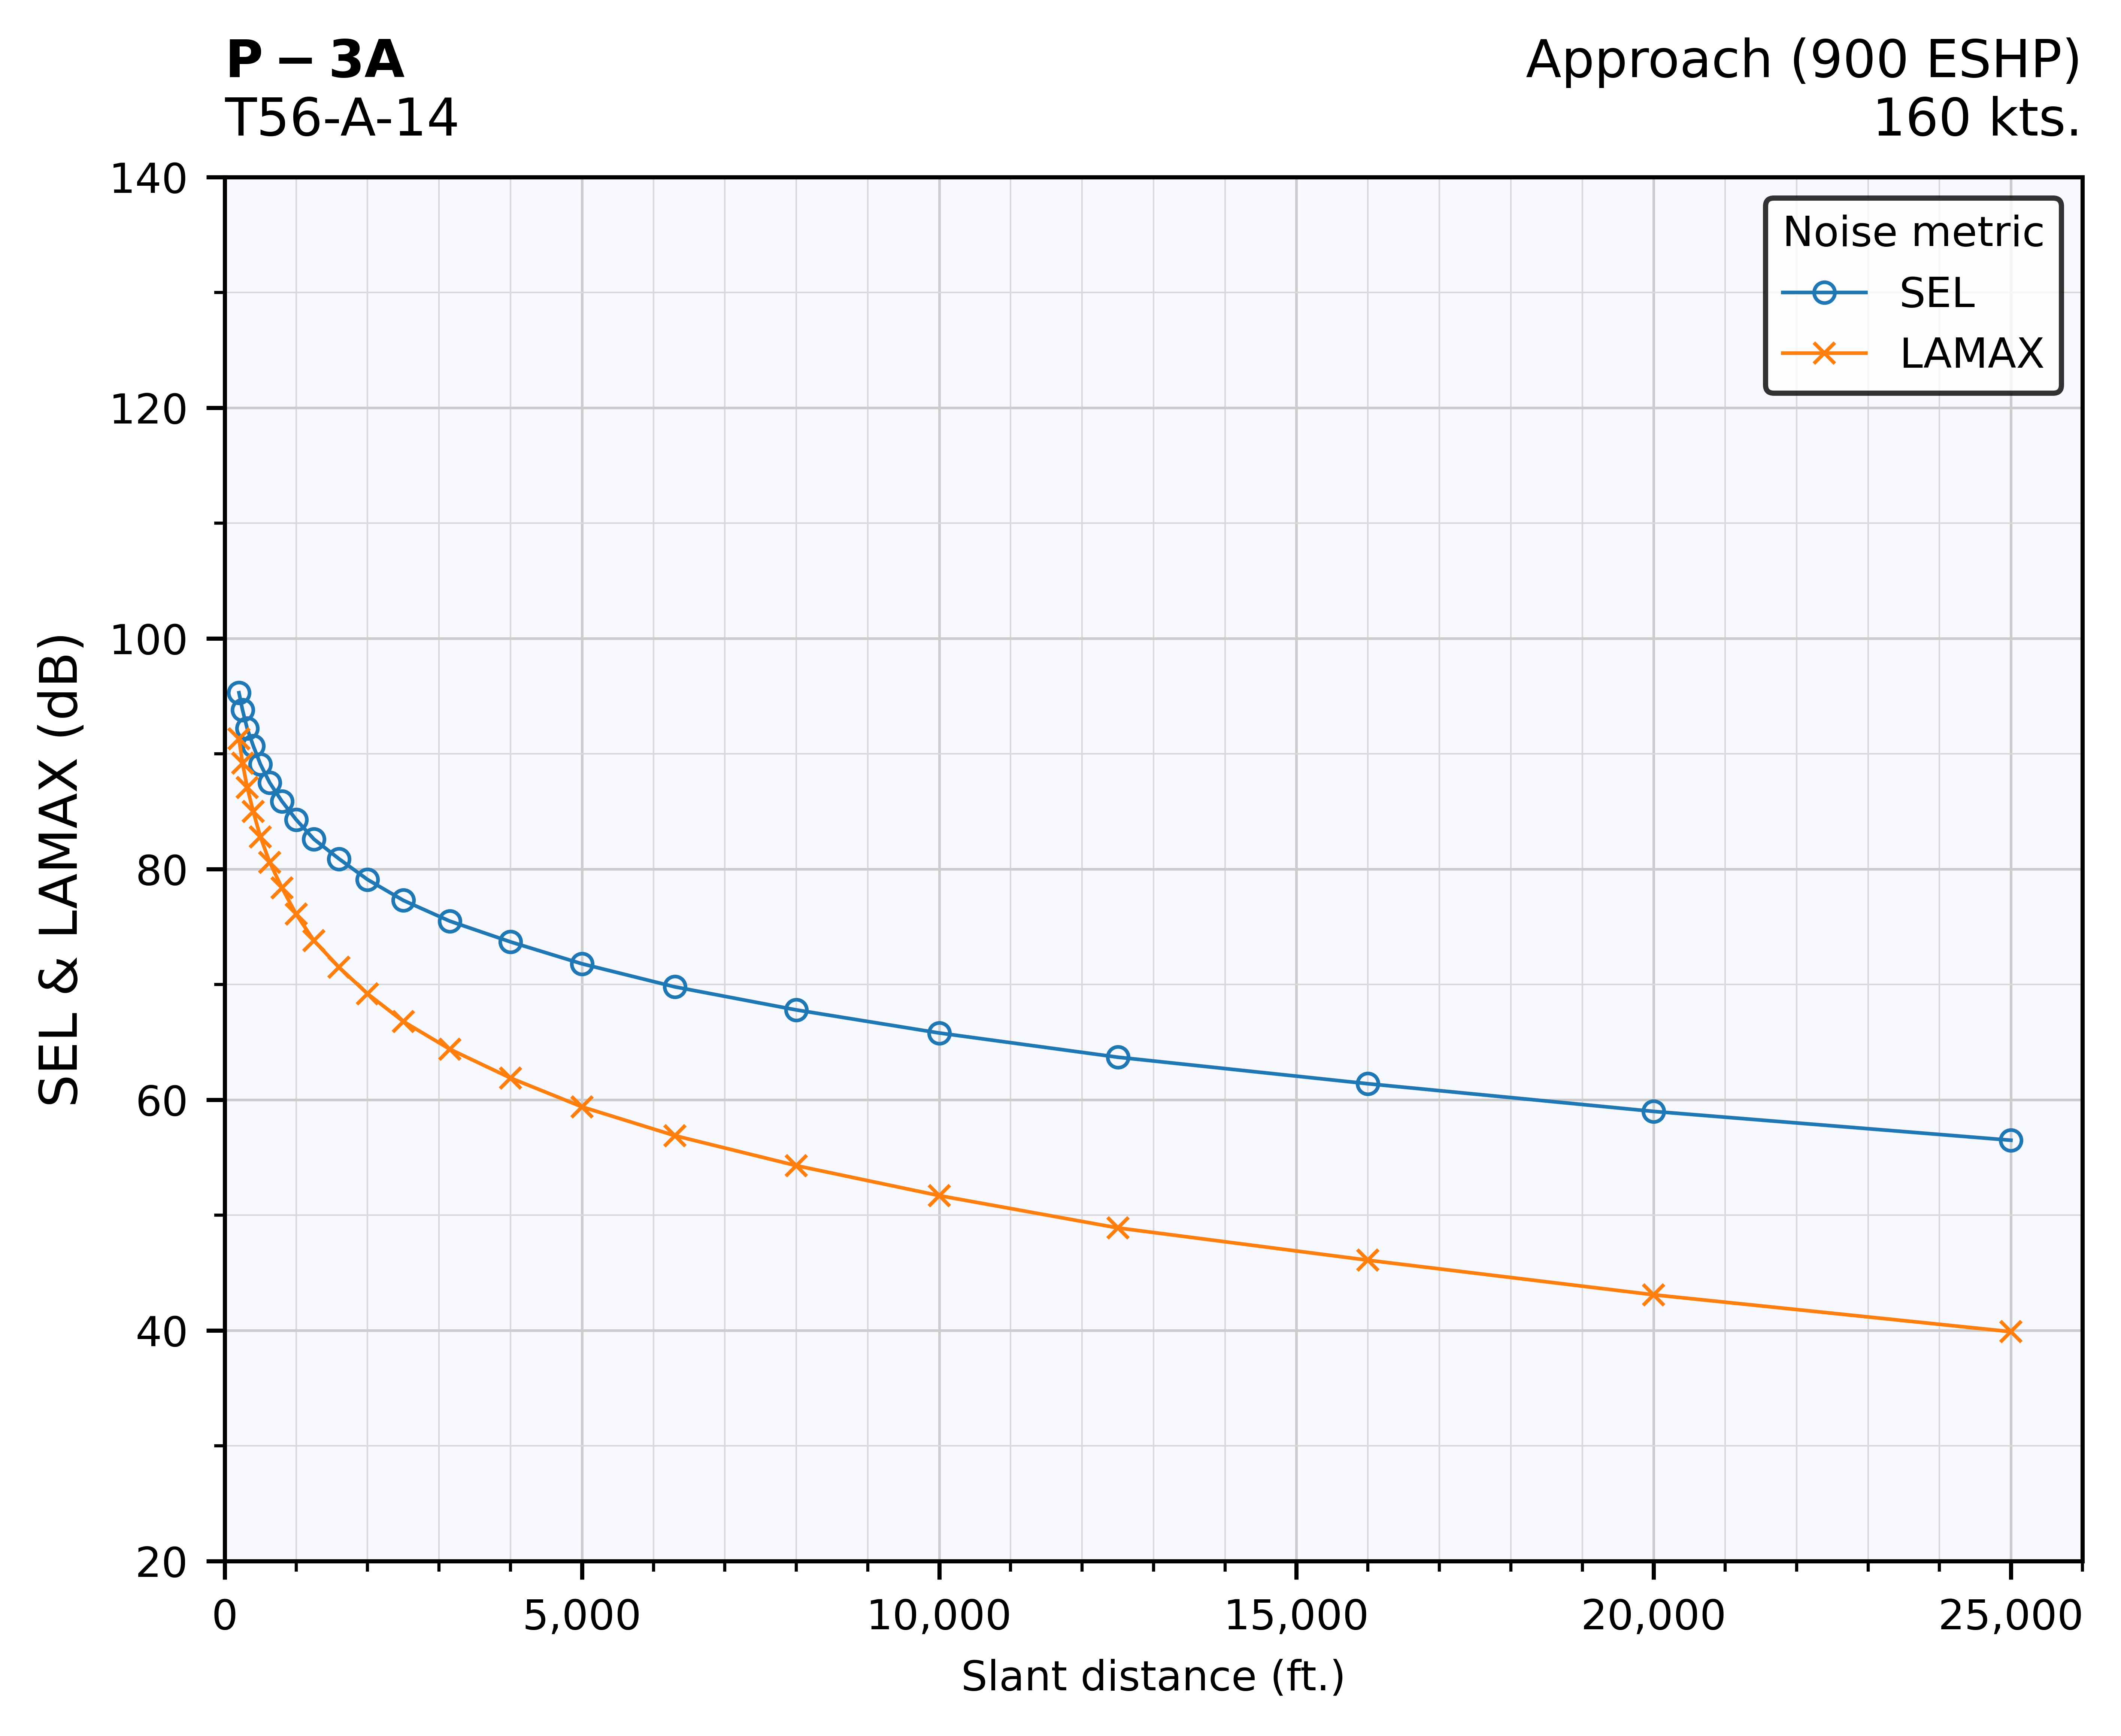 P – 3A
T56-A-14
Approach (900 ESHP)
160 kts.
Noise metric
SEL
LAMAX
SEL & LAMAX (dB)
140
120
100
80
60
40
20
0
5,000
10,000
15,000
20,000
25,000
Slant distance (ft.)